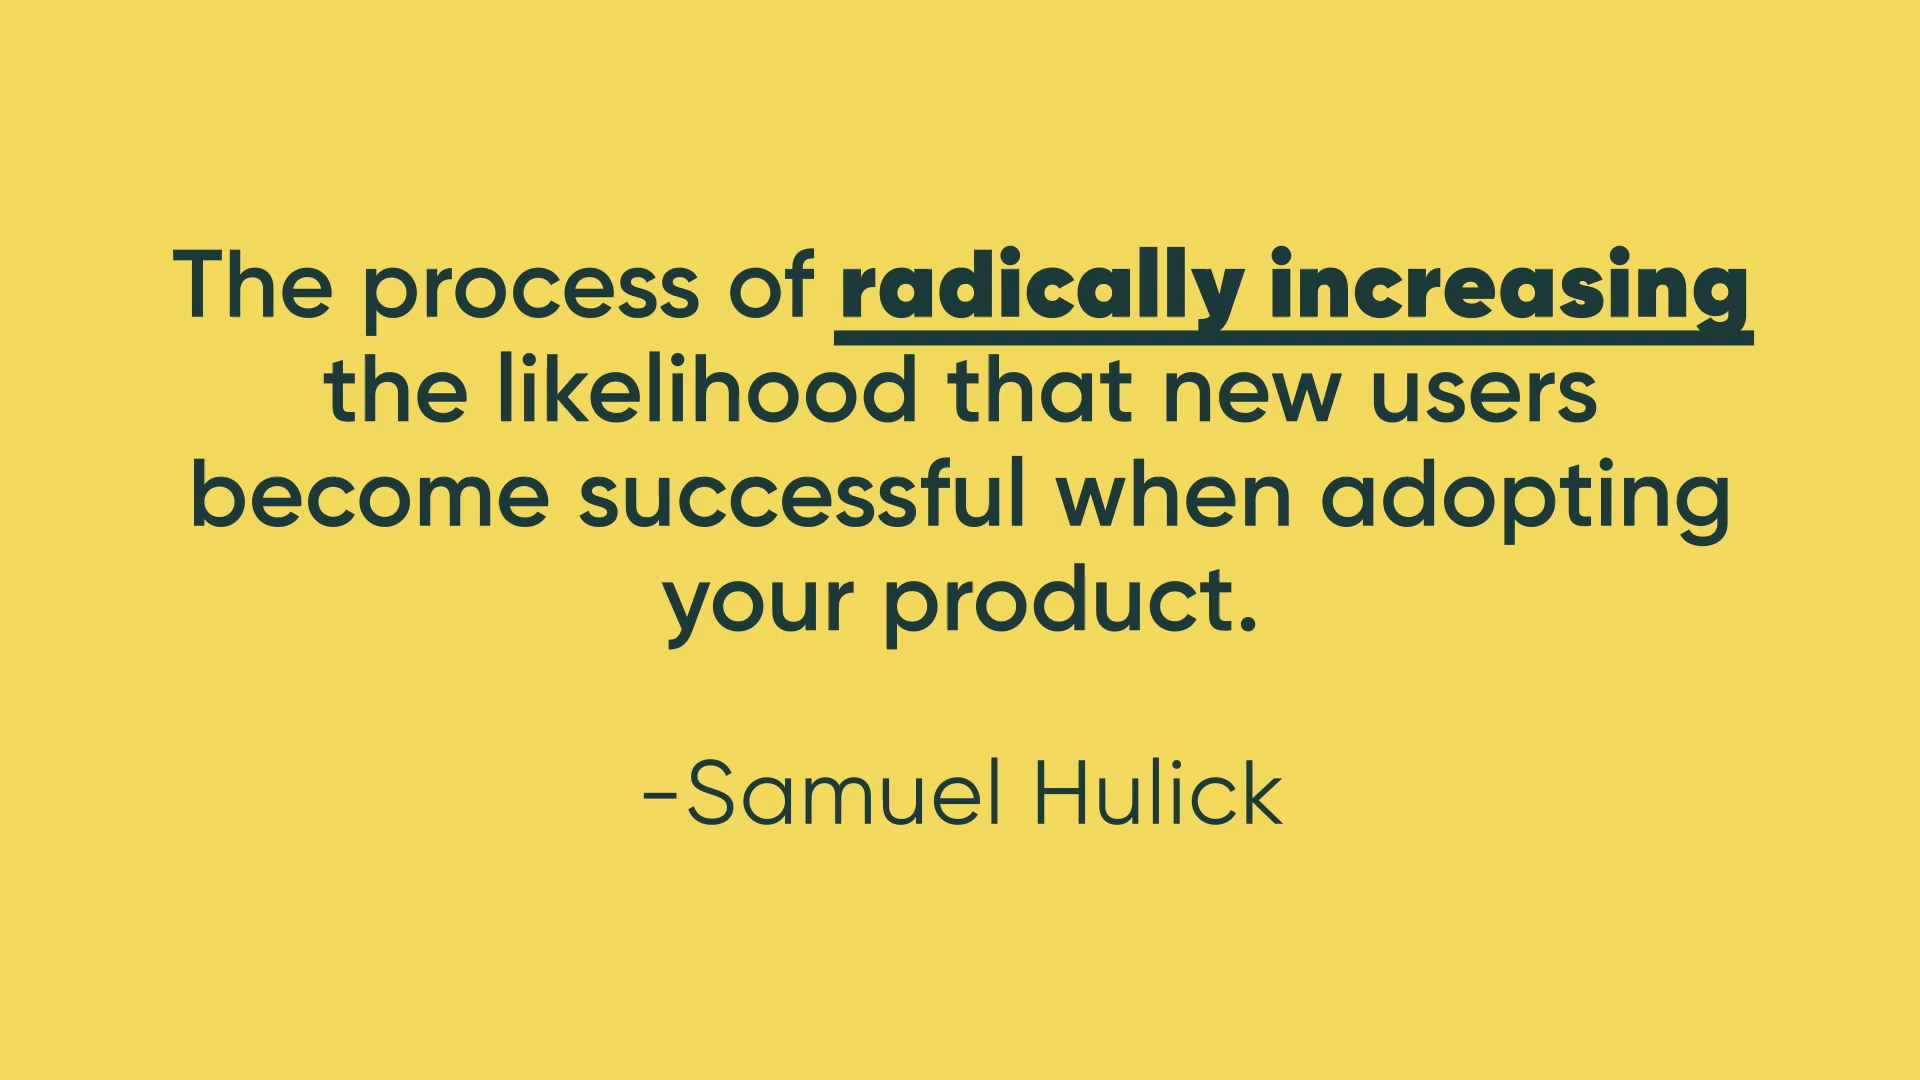 The process of radically increasing
the likelihood that new users
become successful when adopting
your product.
-Samuel Hulick